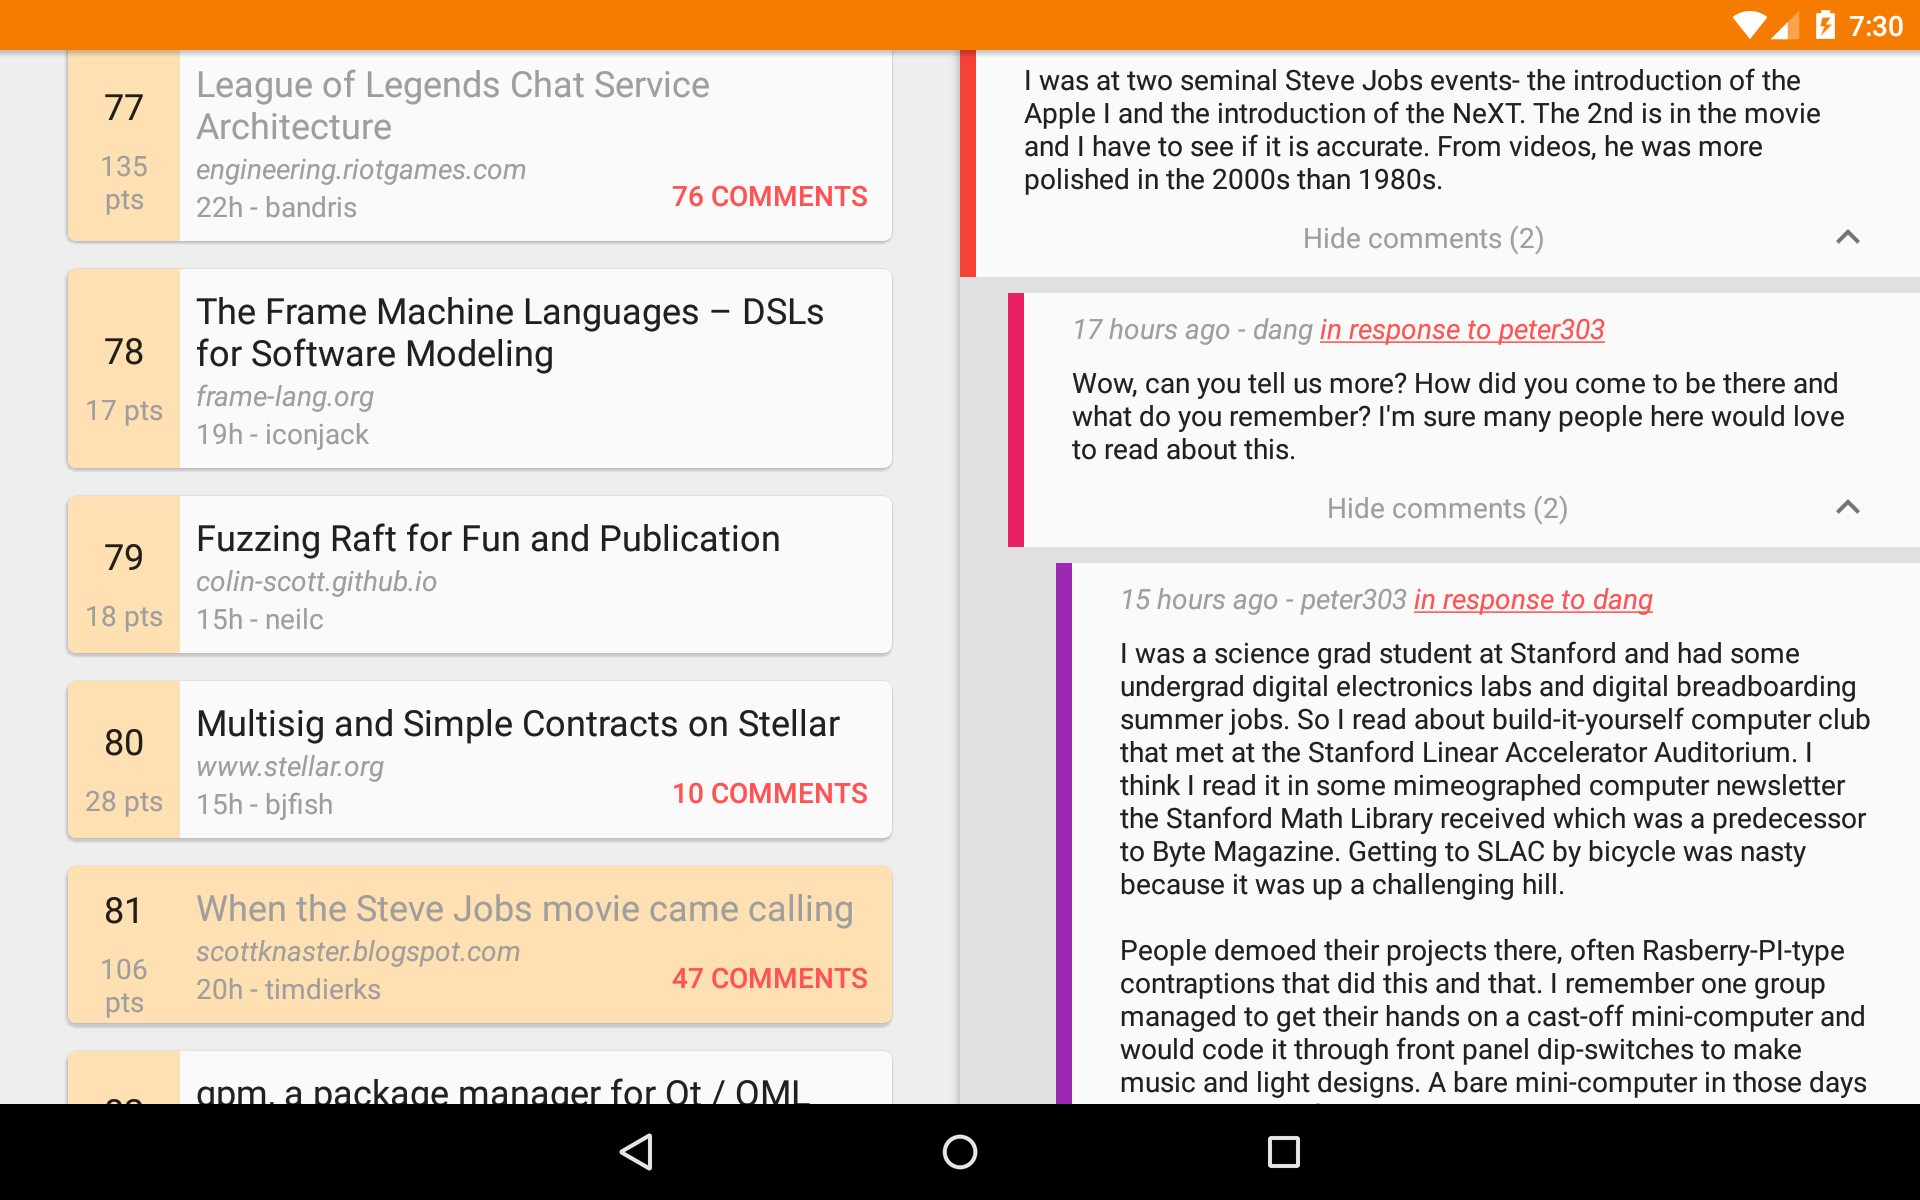 7:30
77
135
pts
League of Legends Chat Service
Architecture
engineering.riotgames.com
22h - bandris
76 COMMENTS
78
17 pts
The Frame Machine Languages – DSLs
for Software Modeling
frame-lang.org
19h - iconjack
79
18 pts
Fuzzing Raft for Fun and Publication
colin-scott.github.io
15h - neilc
80
28 pts
Multisig and Simple Contracts on Stellar
www.stellar.org
15h - bjfish
10 COMMENTS
81
106
pts
When the Steve Jobs movie came calling
scottknaster.blogspot.com
20h - timdierks
47 COMMENTS
qpm, a package manager for Qt / QML
I was at two seminal Steve Jobs events- the introduction of the
Apple I and the introduction of the NeXT. The 2nd is in the movie
and I have to see if it is accurate. From videos, he was more
polished in the 2000s than 1980s.
Hide comments (2)
17 hours ago - dang in response to peter303
Wow, can you tell us more? How did you come to be there and
what do you remember? I'm sure many people here would love
to read about this.
Hide comments (2)
15 hours ago - peter303 in response to dang
I was a science grad student at Stanford and had some
undergrad digital electronics labs and digital breadboarding
summer jobs. So I read about build-it-yourself computer club
that met at the Stanford Linear Accelerator Auditorium. I
think I read it in some mimeographed computer newsletter
the Stanford Math Library received which was a predecessor
to Byte Magazine. Getting to SLAC by bicycle was nasty
because it was up a challenging hill.
People demoed their projects there, often Rasberry-PI-type
contraptions that did this and that. I remember one group
managed to get their hands on a cast-off mini-computer and
would code it through front panel dip-switches to make
music and light designs. A bare mini-computer in those days